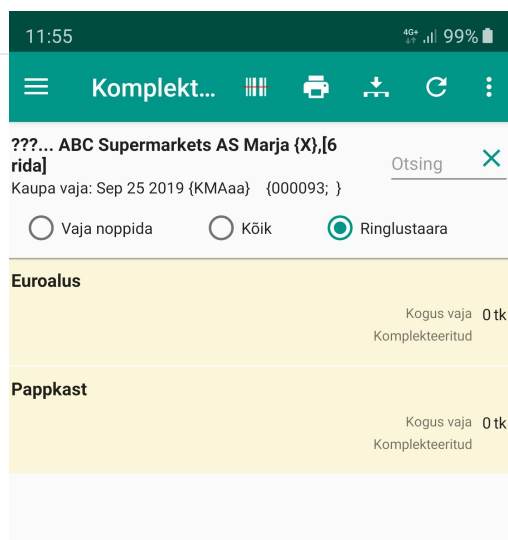 11:55 4G+ 99%
Komplekt...
???... ABC Supermarkets AS Marja {X},[6
rida]
Otsing
Kaupa vaja: Sep 25 2019 {KMAaa} {000093; }
Vaja noppida Kõik Ringlustaara
Euroalus
Kogus vaja 0 tk
Komplekteeritud
Pappkast
Kogus vaja 0 tk
Komplekteeritud